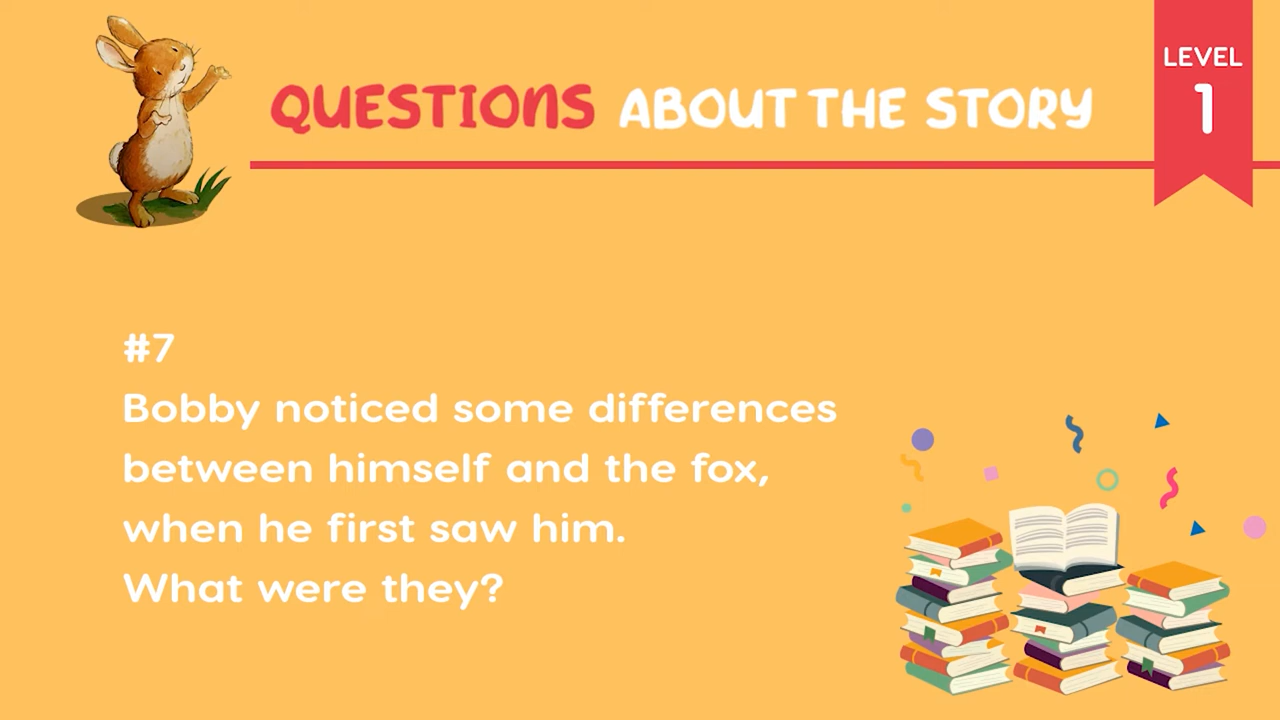 QUESTIONS ABOUT THE STORY
LEVEL
1
#7
Bobby noticed some differences
between himself and the fox,
when he first saw him.
What were they?